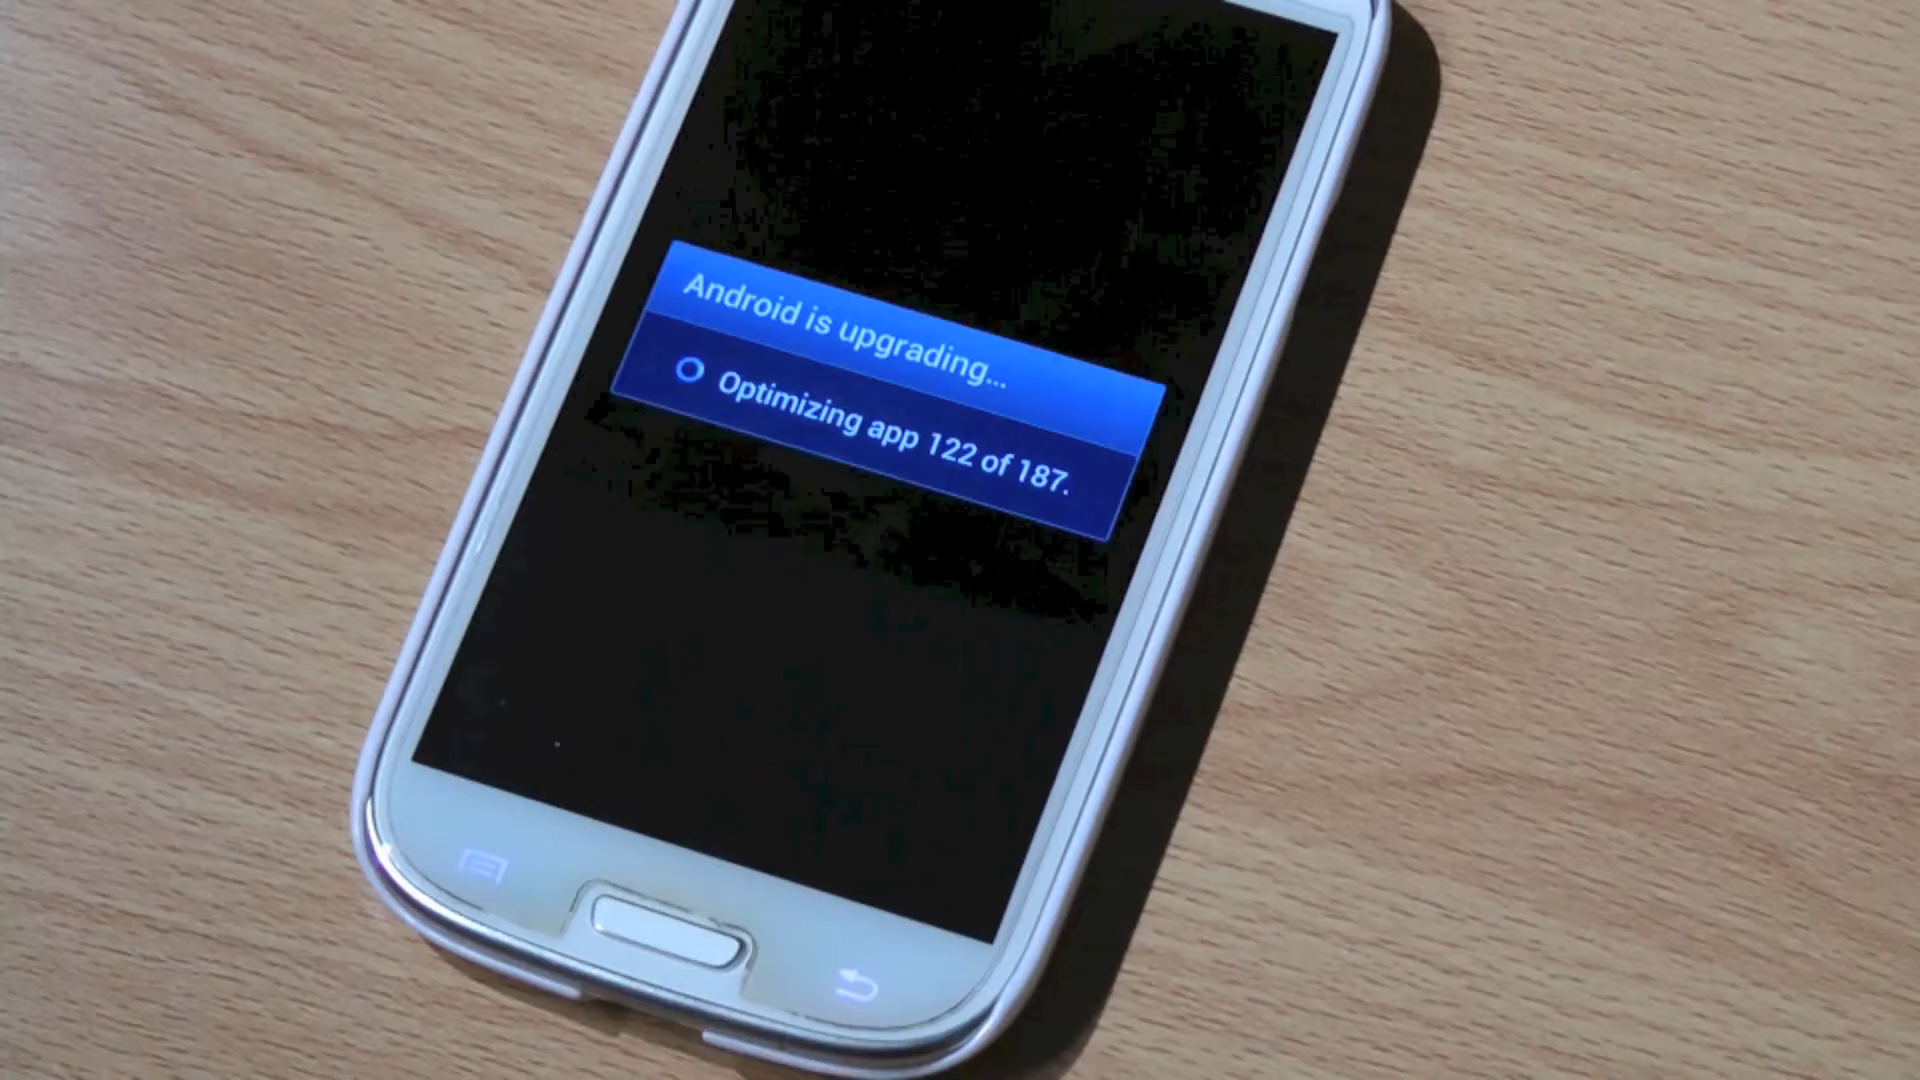 Android is upgrading...
Optimizing app 122 of 187.